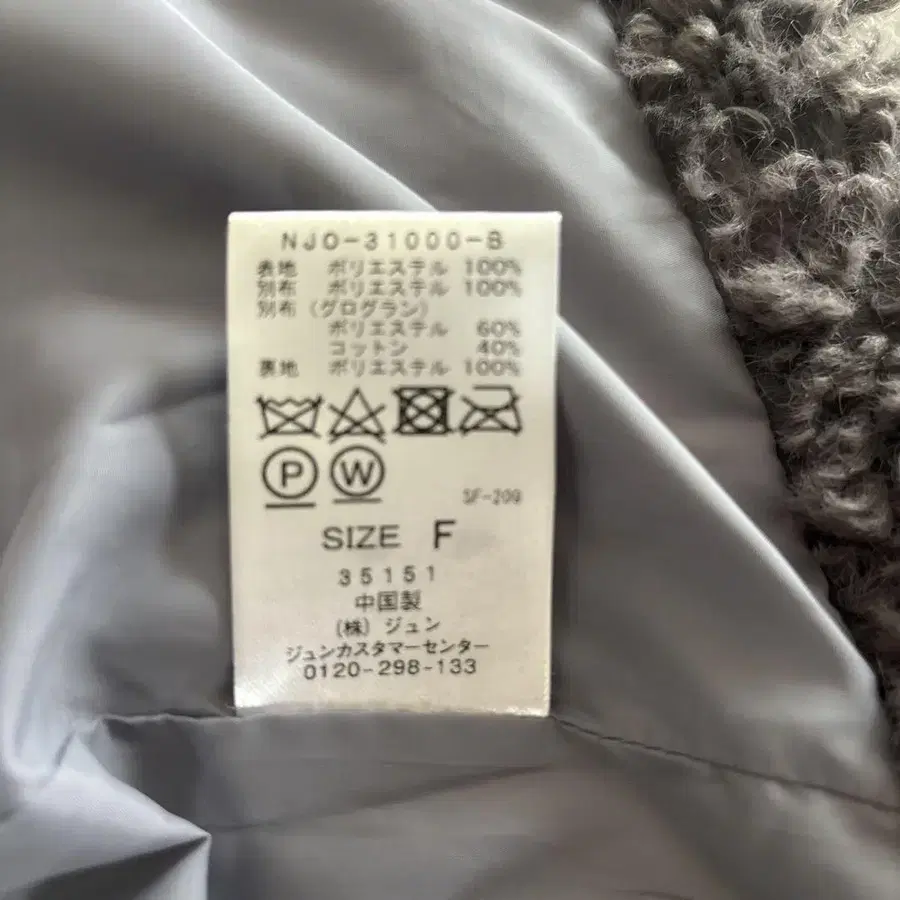 NJO-31000-B
表地 ポリエステル 100%
別布 ポリエステル 100%
別布 (グログラン)
ポリエステル 60%
コットン 40%
裏地 ポリエステル 100%
P W
SF-209
SIZE F
35151
中国製
(株) ジュン
ジュンカスタマーセンター
0120-298-133